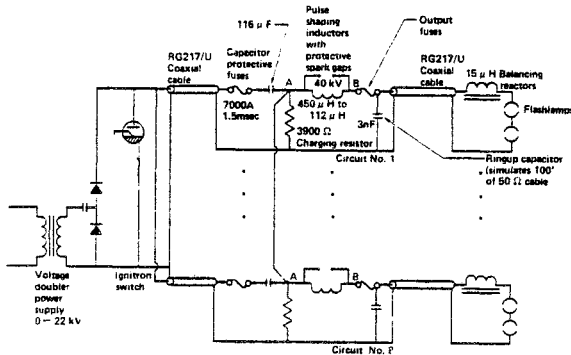 116 μF
Pulse
shaping
inductors
with
protective
spark gaps
Output
fuses
RG217/U
Coaxial
cable
Capacitor
protective
fuses
RG217/U
Coaxial
cable
15 μH Balancing
reactors
A
40 kV
B
7000A
1.5msec
450 μH to
112 μH
3900 Ω
Charging resistor
3nF
Flashlamps
Circuit No. 1
Ringup capacitor
(simulates 100'
of 50 Ω cable
Voltage
doubler
power
supply
0 – 22 kV
Ignitron
switch
A
B
Circuit No. 8